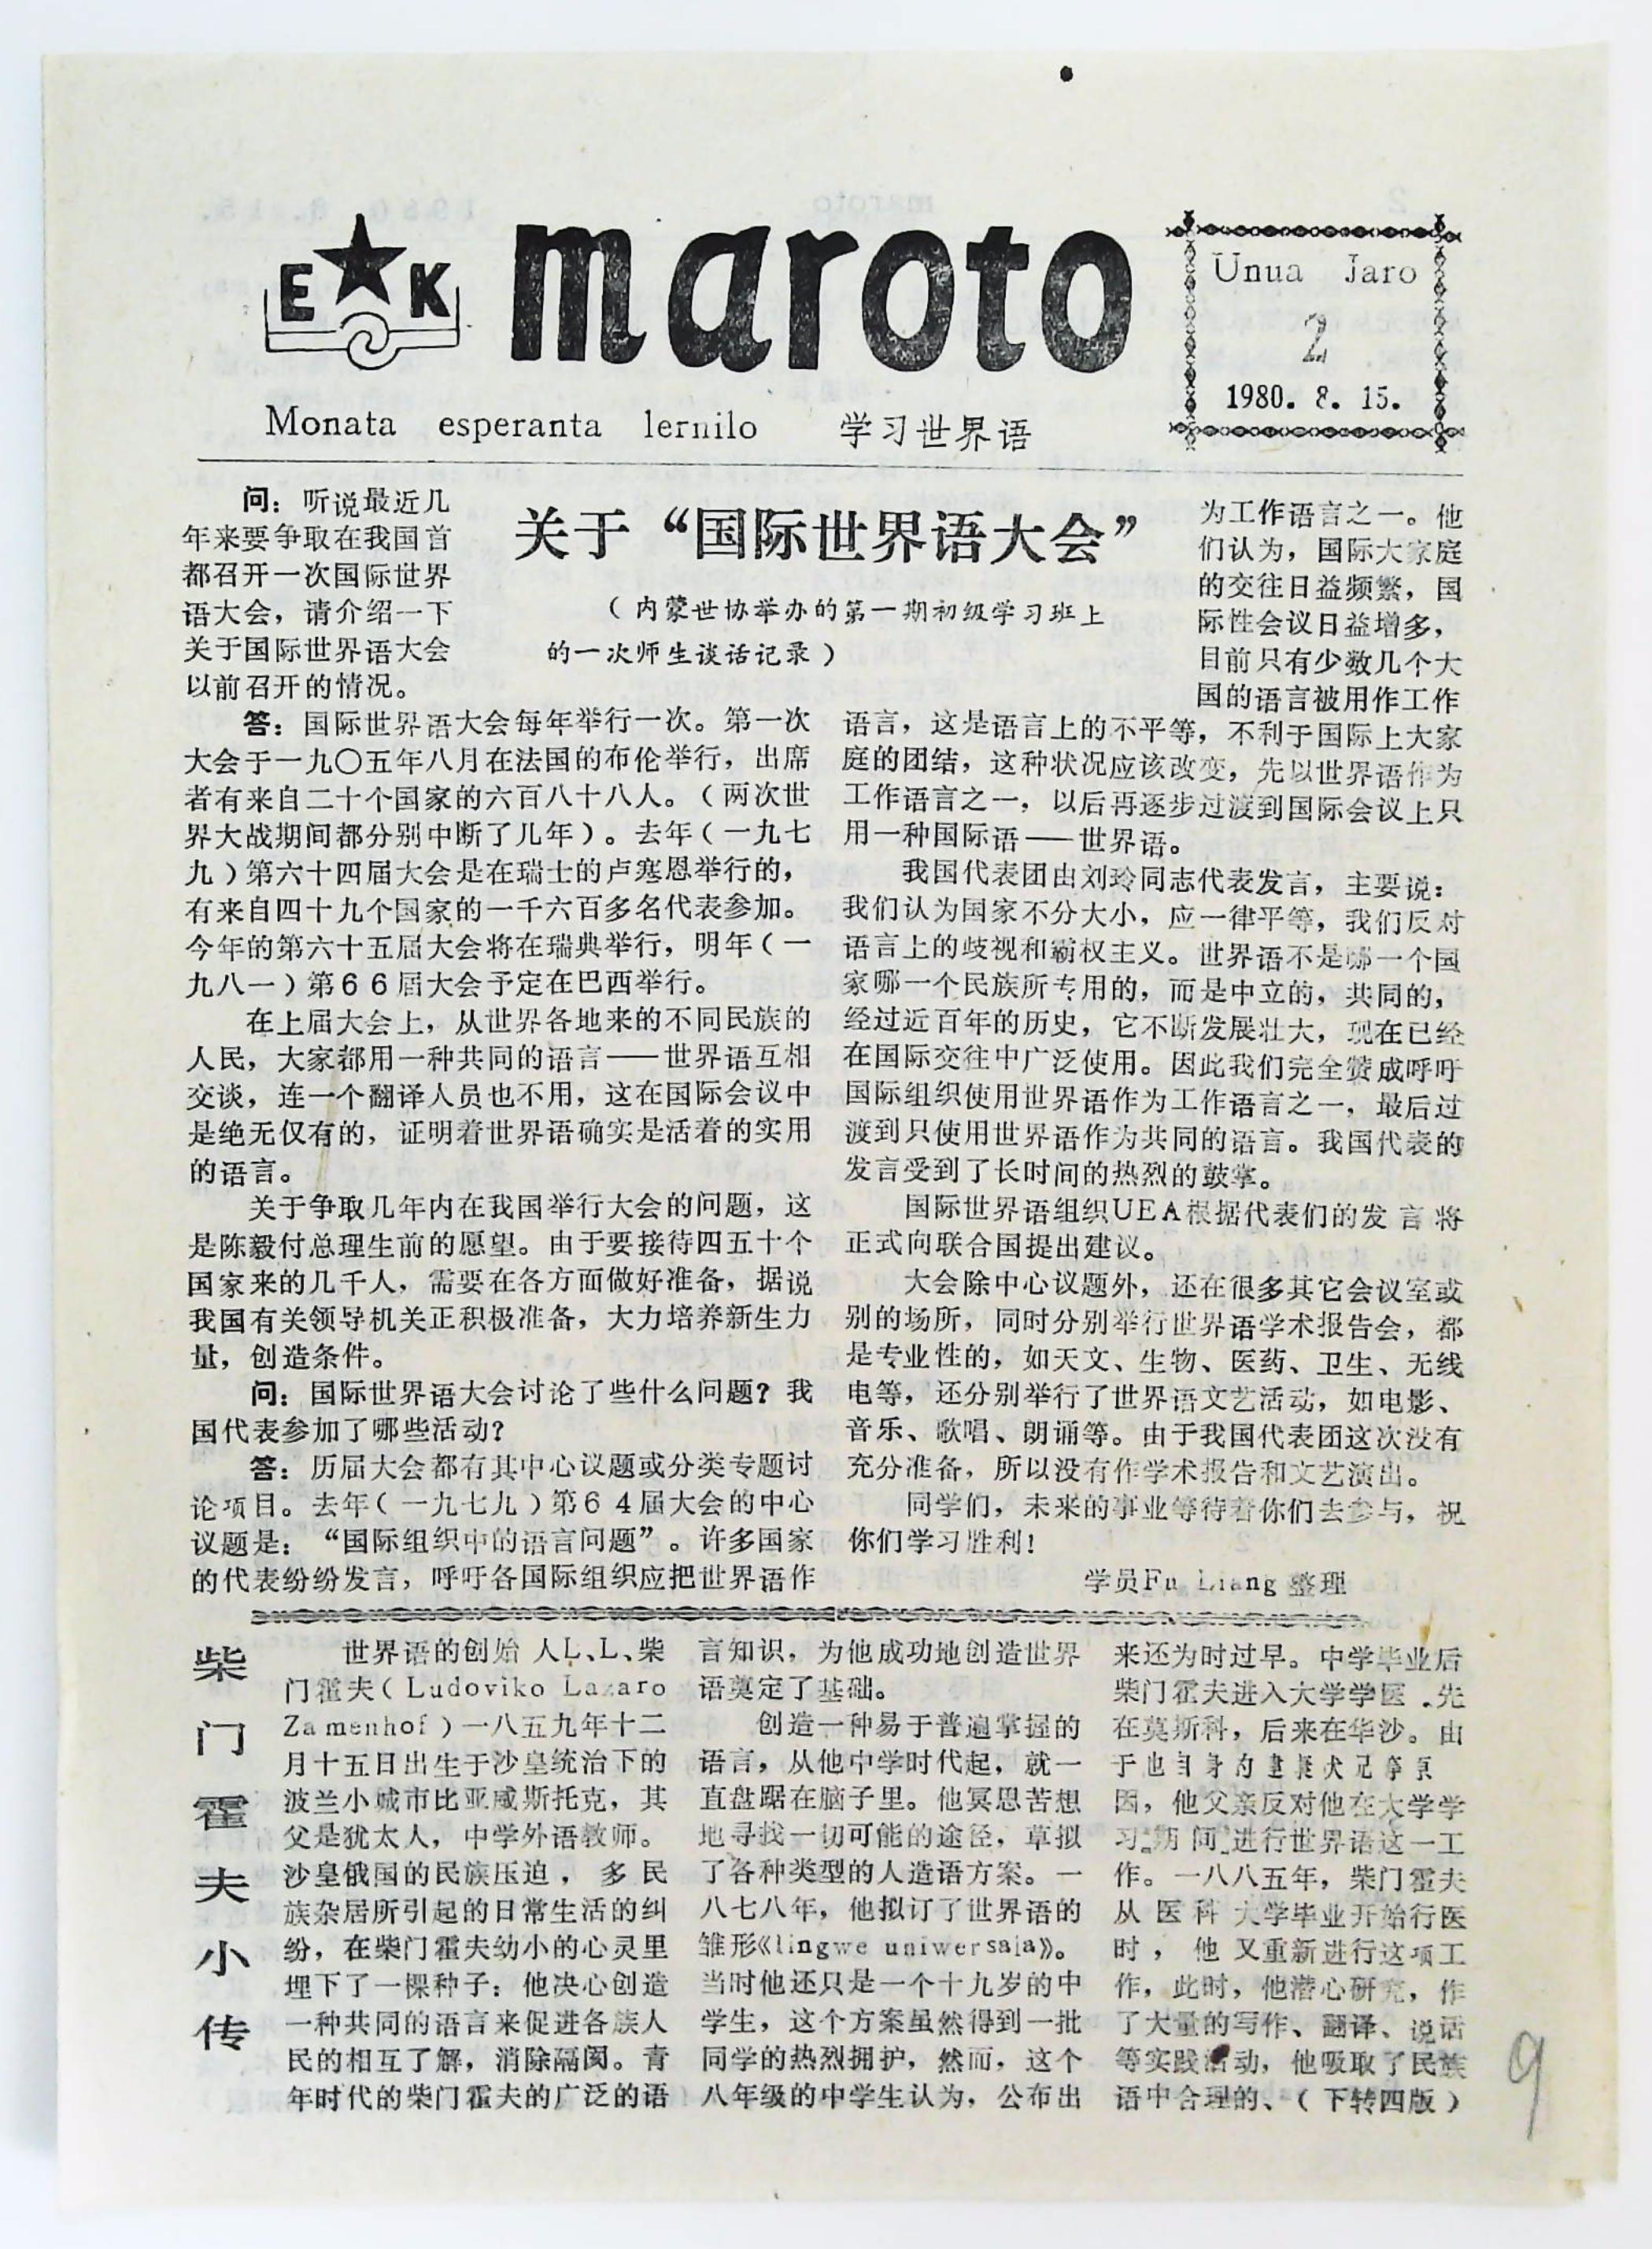 E K
maroto
Unua Jaro
2
1980. 8. 15.
Monata esperanta lernilo 学习世界语
关于“国际世界语大会”
（内蒙世协举办的第一期初级学习班上
的一次师生谈话记录）
问：听说最近几
年来要争取在我国首
都召开一次国际世界
语大会，请介绍一下
关于国际世界语大会
以前召开的情况。
答：国际世界语大会每年举行一次。第一次
大会于一九〇五年八月在法国的布伦举行，出席
者有来自二十个国家的六百八十八人。（两次世
界大战期间都分别中断了几年）。去年（一九七
九）第六十四届大会是在瑞士的卢塞恩举行的，
有来自四十九个国家的一千六百多名代表参加。
今年的第六十五届大会将在瑞典举行，明年（一
九八一）第66届大会予定在巴西举行。
在上届大会上，从世界各地来的不同民族的
人民，大家都用一种共同的语言——世界语互相
交谈，连一个翻译人员也不用，这在国际会议中
是绝无仅有的，证明着世界语确实是活着的实用
的语言。
关于争取几年内在我国举行大会的问题，这
是陈毅付总理生前的愿望。由于要接待四五十个
国家来的几千人，需要在各方面做好准备，据说
我国有关领导机关正积极准备，大力培养新生力
量，创造条件。
问：国际世界语大会讨论了些什么问题？我
国代表参加了哪些活动？
答：历届大会都有其中心议题或分类专题讨
论项目。去年（一九七九）第64届大会的中心
议题是：“国际组织中的语言问题”。许多国家
的代表纷纷发言，呼吁各国际组织应把世界语作
为工作语言之一。他
们认为，国际大家庭
的交往日益频繁，国
际性会议日益增多，
目前只有少数几个大
国的语言被用作工作
语言，这是语言上的不平等，不利于国际上大家
庭的团结，这种状况应该改变，先以世界语作为
工作语言之一，以后再逐步过渡到国际会议上只
用一种国际语——世界语。
我国代表团由刘玲同志代表发言，主要说：
我们认为国家不分大小，应一律平等，我们反对
语言上的歧视和霸权主义。世界语不是哪一个国
家哪一个民族所专用的，而是中立的，共同的，
经过近百年的历史，它不断发展壮大，现在已经
在国际交往中广泛使用。因此我们完全赞成呼吁
国际组织使用世界语作为工作语言之一，最后过
渡到只使用世界语作为共同的语言。我国代表的
发言受到了长时间的热烈的鼓掌。
国际世界语组织UEA根据代表们的发言将
正式向联合国提出建议。
大会除中心议题外，还在很多其它会议室或
别的场所，同时分别举行世界语学术报告会，都
是专业性的，如天文、生物、医药、卫生、无线
电等，还分别举行了世界语文艺活动，如电影、
音乐、歌唱、朗诵等。由于我国代表团这次没有
充分准备，所以没有作学术报告和文艺演出。
同学们，未来的事业等待着你们去参与，祝
你们学习胜利！
学员Fu Liang整理
柴门霍夫小传
世界语的创始人L、L、柴
门霍夫（Ludoviko Lazaro
Zamenhof）一八五九年十二
月十五日出生于沙皇统治下的
波兰小城市比亚威斯托克，其
父是犹太人，中学外语教师。
沙皇俄国的民族压迫，多民
族杂居所引起的日常生活的纠
纷，在柴门霍夫幼小的心灵里
埋下了一棵种子：他决心创造
一种共同的语言来促进各族人
民的相互了解，消除隔阂。青
年时代的柴门霍夫的广泛的语
言知识，为他成功地创造世界
语奠定了基础。
创造一种易于普遍掌握的
语言，从他中学时代起，就一
直盘踞在脑子里。他冥思苦想
地寻找一切可能的途径，草拟
了各种类型的人造语方案。一
八七八年，他拟订了世界语的
雏形《lingwe uniwersala》。
当时他还只是一个十九岁的中
学生，这个方案虽然得到一批
同学的热烈拥护，然而，这个
八年级的中学生认为，公布出
来还为时过早。中学毕业后
柴门霍夫进入大学学医．先
在莫斯科，后来在华沙。由
于
因，他父亲反对他在大学学
习期间进行世界语这一工
作。一八八五年，柴门霍夫
从医科大学毕业开始行医
时，他又重新进行这项工
作，此时，他潜心研究，作
了大量的写作、翻译、说话
等实践活动，他吸取了民族
语中合理的、（下转四版）
9